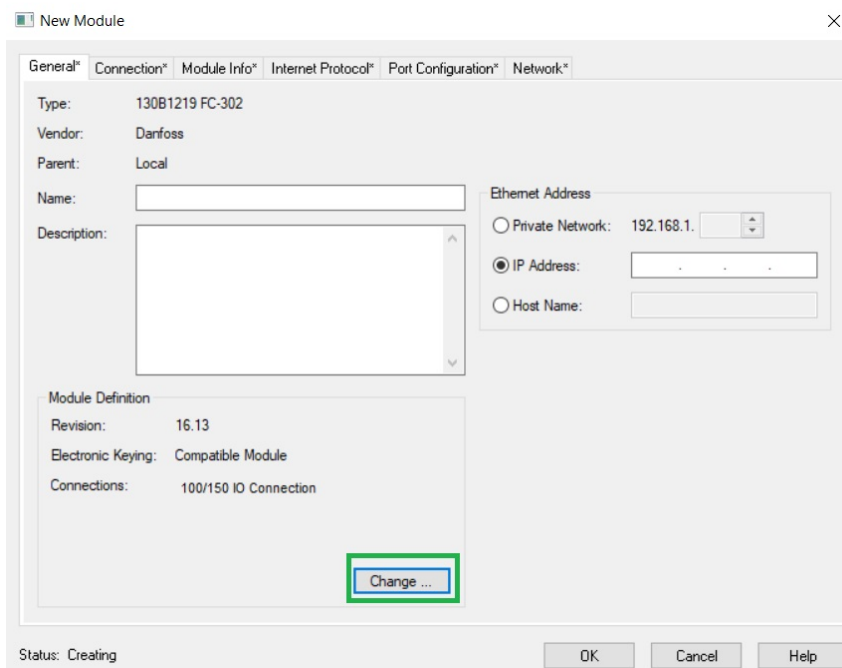 New Module
General* Connection* Module Info* Internet Protocol* Port Configuration* Network*
Type: 130B1219 FC-302
Vendor: Danfoss
Parent: Local
Name:
Description:
Ethernet Address
Private Network: 192.168.1.
IP Address: . . .
Host Name:
Module Definition
Revision: 16.13
Electronic Keying: Compatible Module
Connections: 100/150 IO Connection
Change ...
Status: Creating
OK Cancel Help